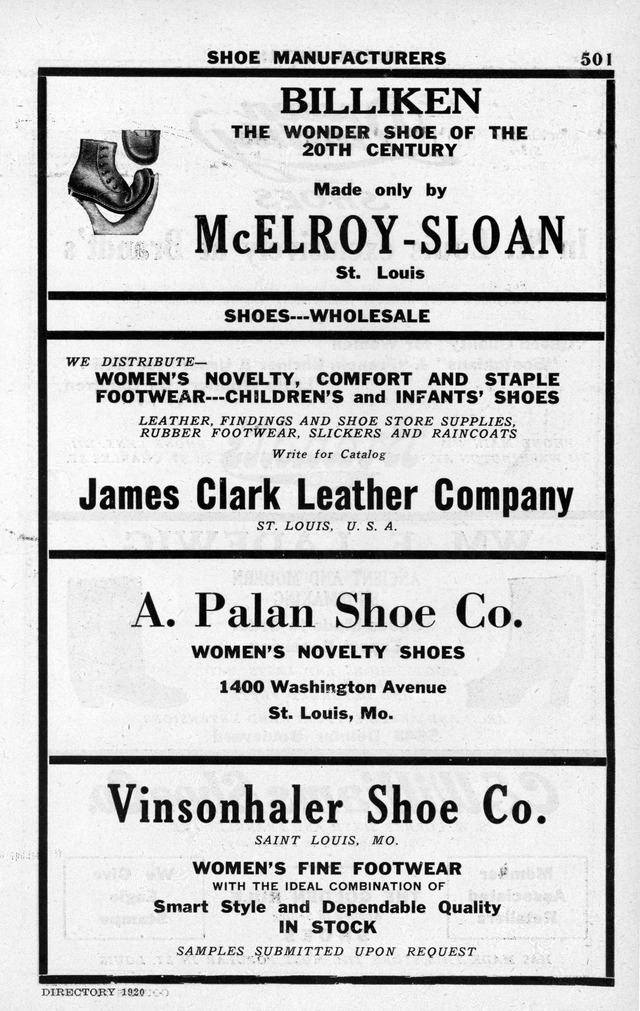 SHOE MANUFACTURERS 501
BILLIKEN
THE WONDER SHOE OF THE
20TH CENTURY
Made only by
McELROY-SLOAN
St. Louis
SHOES---WHOLESALE
WE DISTRIBUTE—
WOMEN'S NOVELTY, COMFORT AND STAPLE
FOOTWEAR---CHILDREN'S and INFANTS' SHOES
LEATHER, FINDINGS AND SHOE STORE SUPPLIES,
RUBBER FOOTWEAR, SLICKERS AND RAINCOATS
Write for Catalog
James Clark Leather Company
ST. LOUIS, U. S. A.
A. Palan Shoe Co.
WOMEN'S NOVELTY SHOES
1400 Washington Avenue
St. Louis, Mo.
Vinsonhaler Shoe Co.
SAINT LOUIS, MO.
WOMEN'S FINE FOOTWEAR
WITH THE IDEAL COMBINATION OF
Smart Style and Dependable Quality
IN STOCK
SAMPLES SUBMITTED UPON REQUEST
DIRECTORY 1920